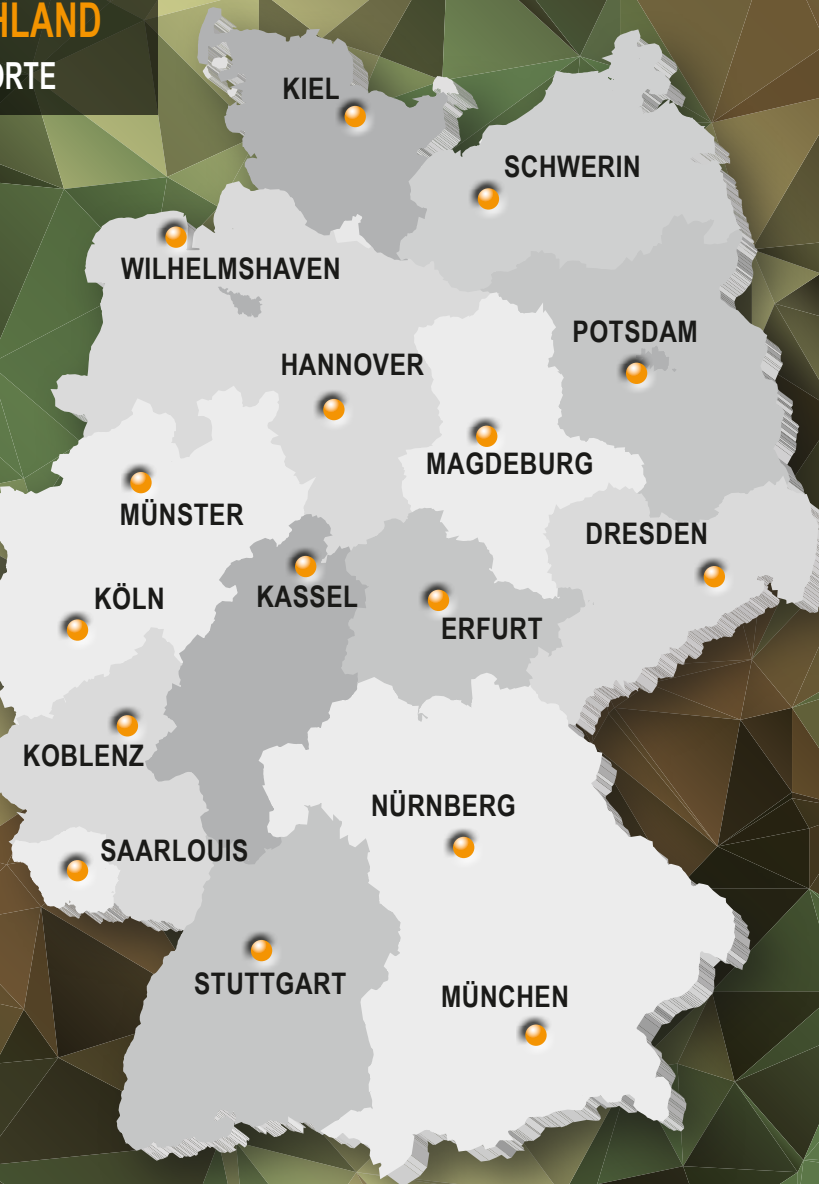 HLAND
ORTE
KIEL
SCHWERIN
WILHELMSHAVEN
POTSDAM
HANNOVER
MAGDEBURG
MÜNSTER
DRESDEN
KÖLN
KASSEL
ERFURT
KOBLENZ
NÜRNBERG
SAARLOUIS
STUTTGART
MÜNCHEN